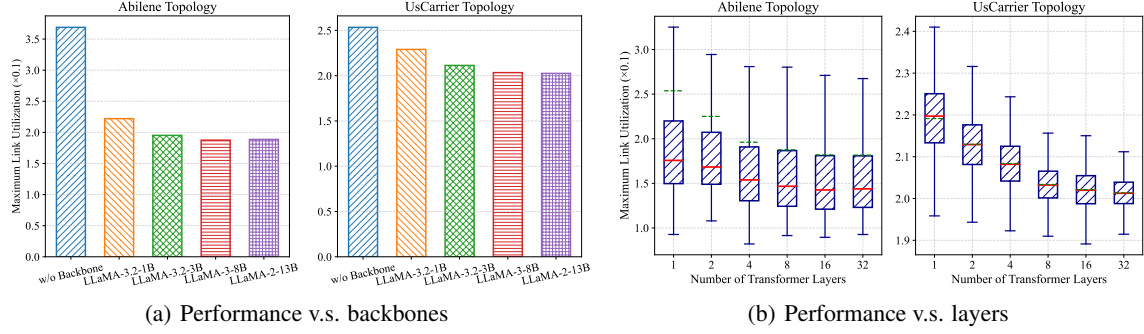 Abilene Topology
Maximum Link Utilization (×0.1)
3.5
3.0
2.5
2.0
1.5
1.0
0.5
0.0
w/o Backbone
LLaMA-3.2-1B
LLaMA-3.2-3B
LLaMA-3-8B
LLaMA-2-13B
UsCarrier Topology
2.5
2.0
1.5
1.0
0.5
0.0
w/o Backbone
LLaMA-3.2-1B
LLaMA-3.2-3B
LLaMA-3-8B
LLaMA-2-13B
(a) Performance v.s. backbones
Abilene Topology
Maximum Link Utilization (×0.1)
3.0
2.5
2.0
1.5
1.0
1 2 4 8 16 32
Number of Transformer Layers
UsCarrier Topology
2.4
2.3
2.2
2.1
2.0
1.9
1 2 4 8 16 32
Number of Transformer Layers
(b) Performance v.s. layers